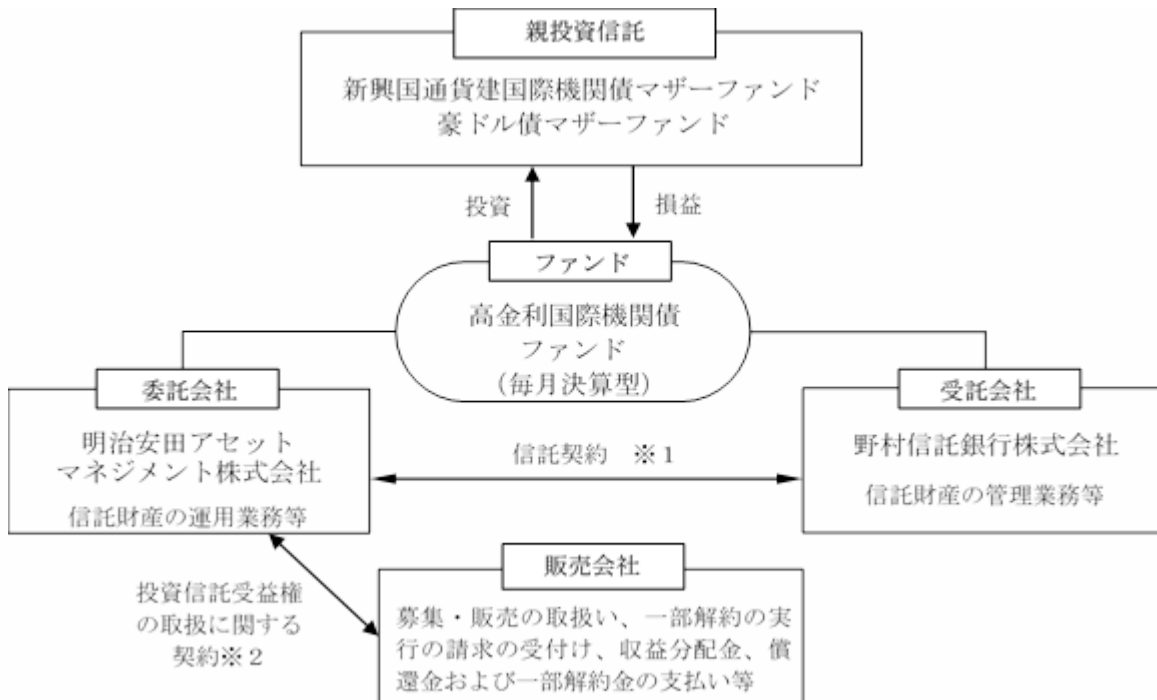 親投資信託
新興国通貨建国際機関債マザーファンド
豪ドル債マザーファンド
投資
損益
ファンド
高金利国際機関債
ファンド
（毎月決算型）
委託会社
明治安田アセット
マネジメント株式会社
信託財産の運用業務等
信託契約　※１
受託会社
野村信託銀行株式会社
信託財産の管理業務等
投資信託受益権
の取扱に関する
契約※２
販売会社
募集・販売の取扱い、一部解約の実
行の請求の受付け、収益分配金、償
還金および一部解約金の支払い等